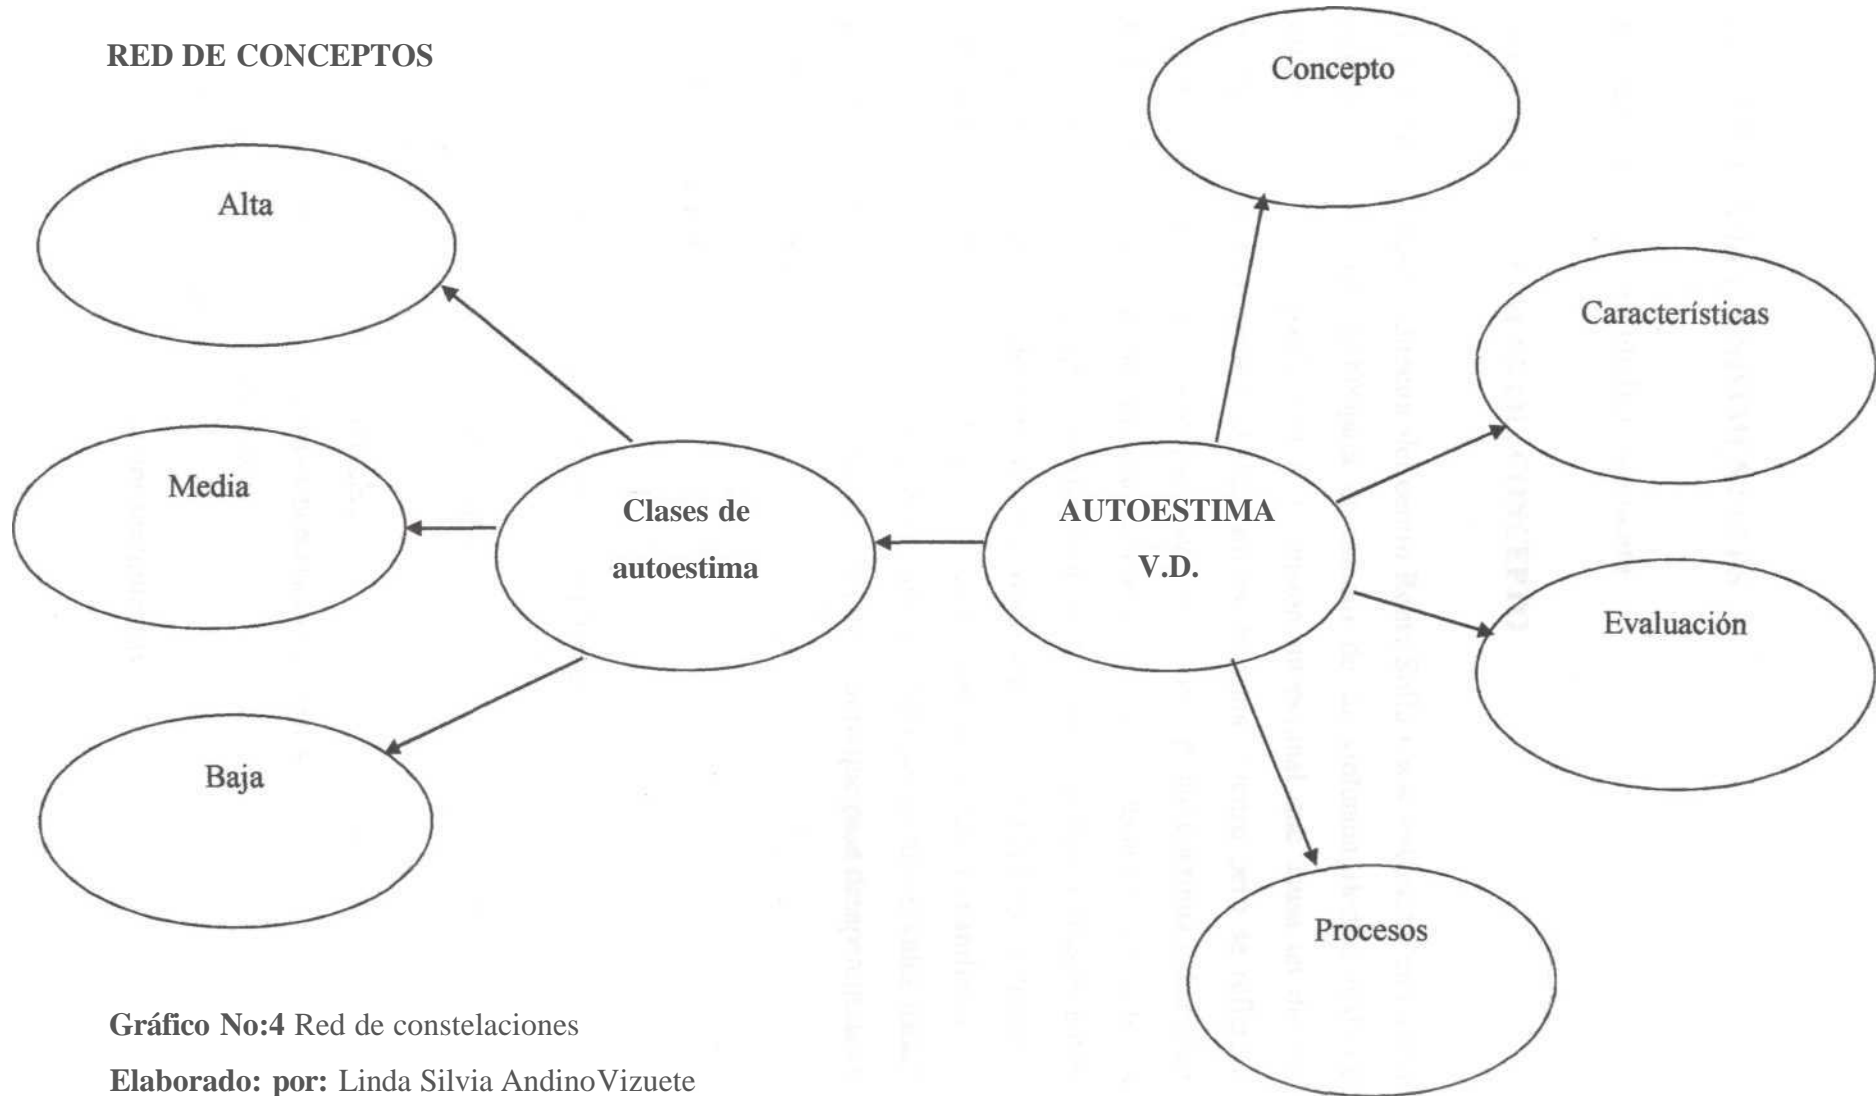 RED DE CONCEPTOS
Concepto
Alta
Características
Media
Clases de
autoestima
AUTOESTIMA
V.D.
Evaluación
Baja
Procesos
Gráfico No:4 Red de constelaciones
Elaborado: por: Linda Silvia AndinoVizuete